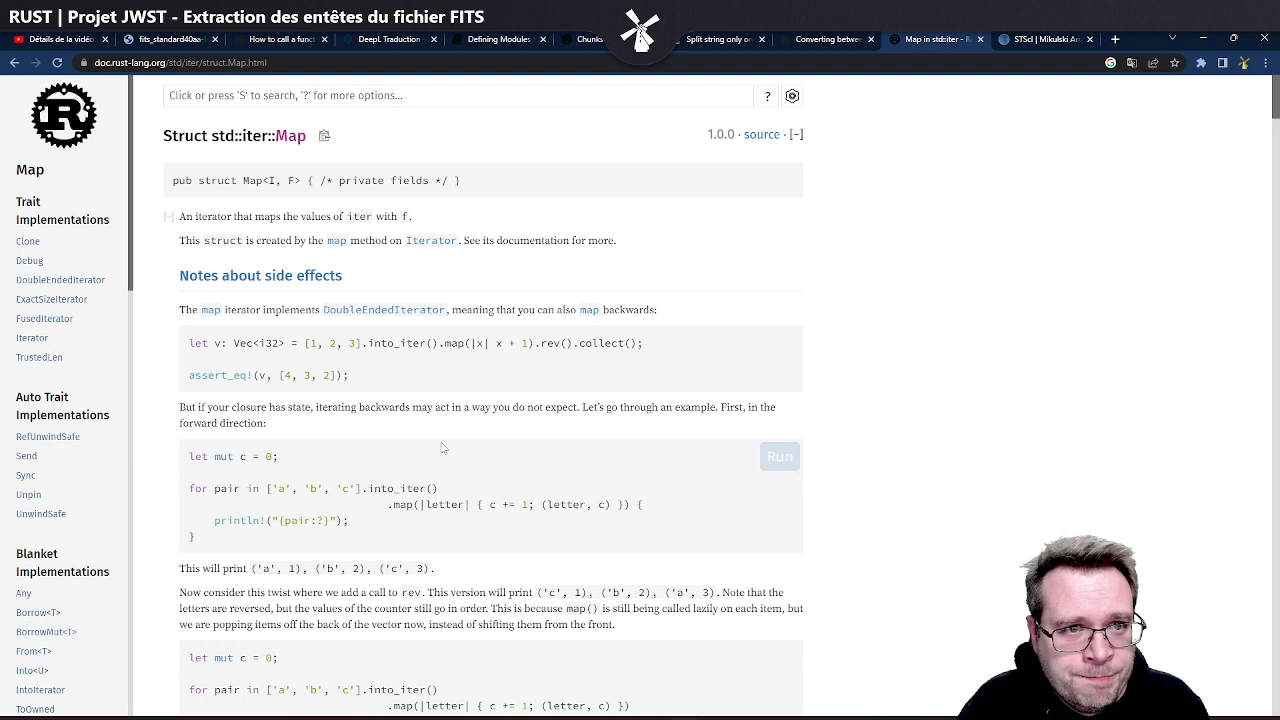 RUST | Projet JWST - Extraction des entêtes du fichier FITS
Détails de la vidéo
fits_standard40aa-
How to call a funct
DeepL Traduction -
Defining Modules
Chunk
Split string only on
Converting betwee
Map in std::iter - Rus
STScI | Mikulski Arc
doc.rust-lang.org/std/iter/struct.Map.html
Click or press 'S' to search, '?' for more options...
?
Struct std::iter::Map
1.0.0 · source · [-]
pub struct Map<I, F> { /* private fields */ }
[-] An iterator that maps the values of iter with f.
This struct is created by the map method on Iterator. See its documentation for more.
Notes about side effects
The map iterator implements DoubleEndedIterator, meaning that you can also map backwards:
let v: Vec<i32> = [1, 2, 3].into_iter().map(|x| x + 1).rev().collect();
assert_eq!(v, [4, 3, 2]);
But if your closure has state, iterating backwards may act in a way you do not expect. Let's go through an example. First, in the
forward direction:
Run
let mut c = 0;
for pair in ['a', 'b', 'c'].into_iter()
.map(|letter| { c += 1; (letter, c) }) {
println!("{pair:?}");
}
This will print ('a', 1), ('b', 2), ('c', 3).
Now consider this twist where we add a call to rev. This version will print ('c', 1), ('b', 2), ('a', 3). Note that the
letters are reversed, but the values of the counter still go in order. This is because map() is still being called lazily on each item, but
we are popping items off the back of the vector now, instead of shifting them from the front.
let mut c = 0;
for pair in ['a', 'b', 'c'].into_iter()
.map(|letter| { c += 1; (letter, c) })
Map
Trait
Implementations
Clone
Debug
DoubleEndedIterator
ExactSizeIterator
FusedIterator
Iterator
TrustedLen
Auto Trait
Implementations
RefUnwindSafe
Send
Sync
Unpin
UnwindSafe
Blanket
Implementations
Any
Borrow<T>
BorrowMut<T>
From<T>
Into<U>
IntoIterator
ToOwned